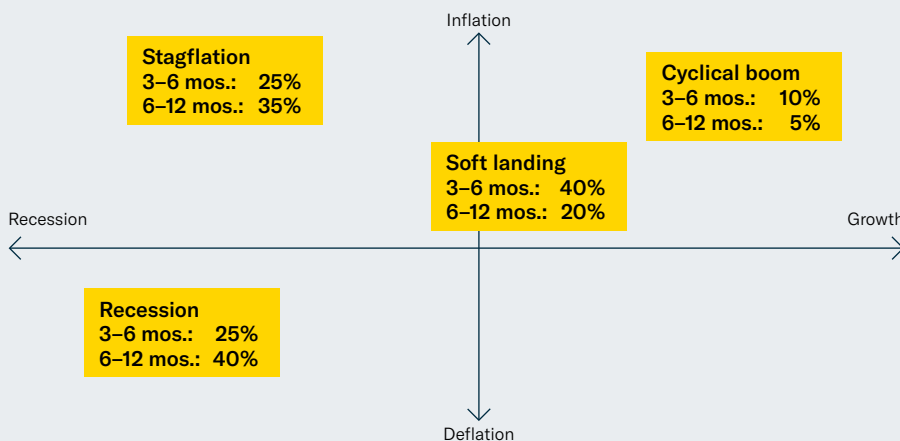 Inflation
Stagflation
3–6 mos.: 25%
6–12 mos.: 35%
Cyclical boom
3–6 mos.: 10%
6–12 mos.: 5%
Soft landing
3–6 mos.: 40%
6–12 mos.: 20%
Recession
Growth
Recession
3–6 mos.: 25%
6–12 mos.: 40%
Deflation